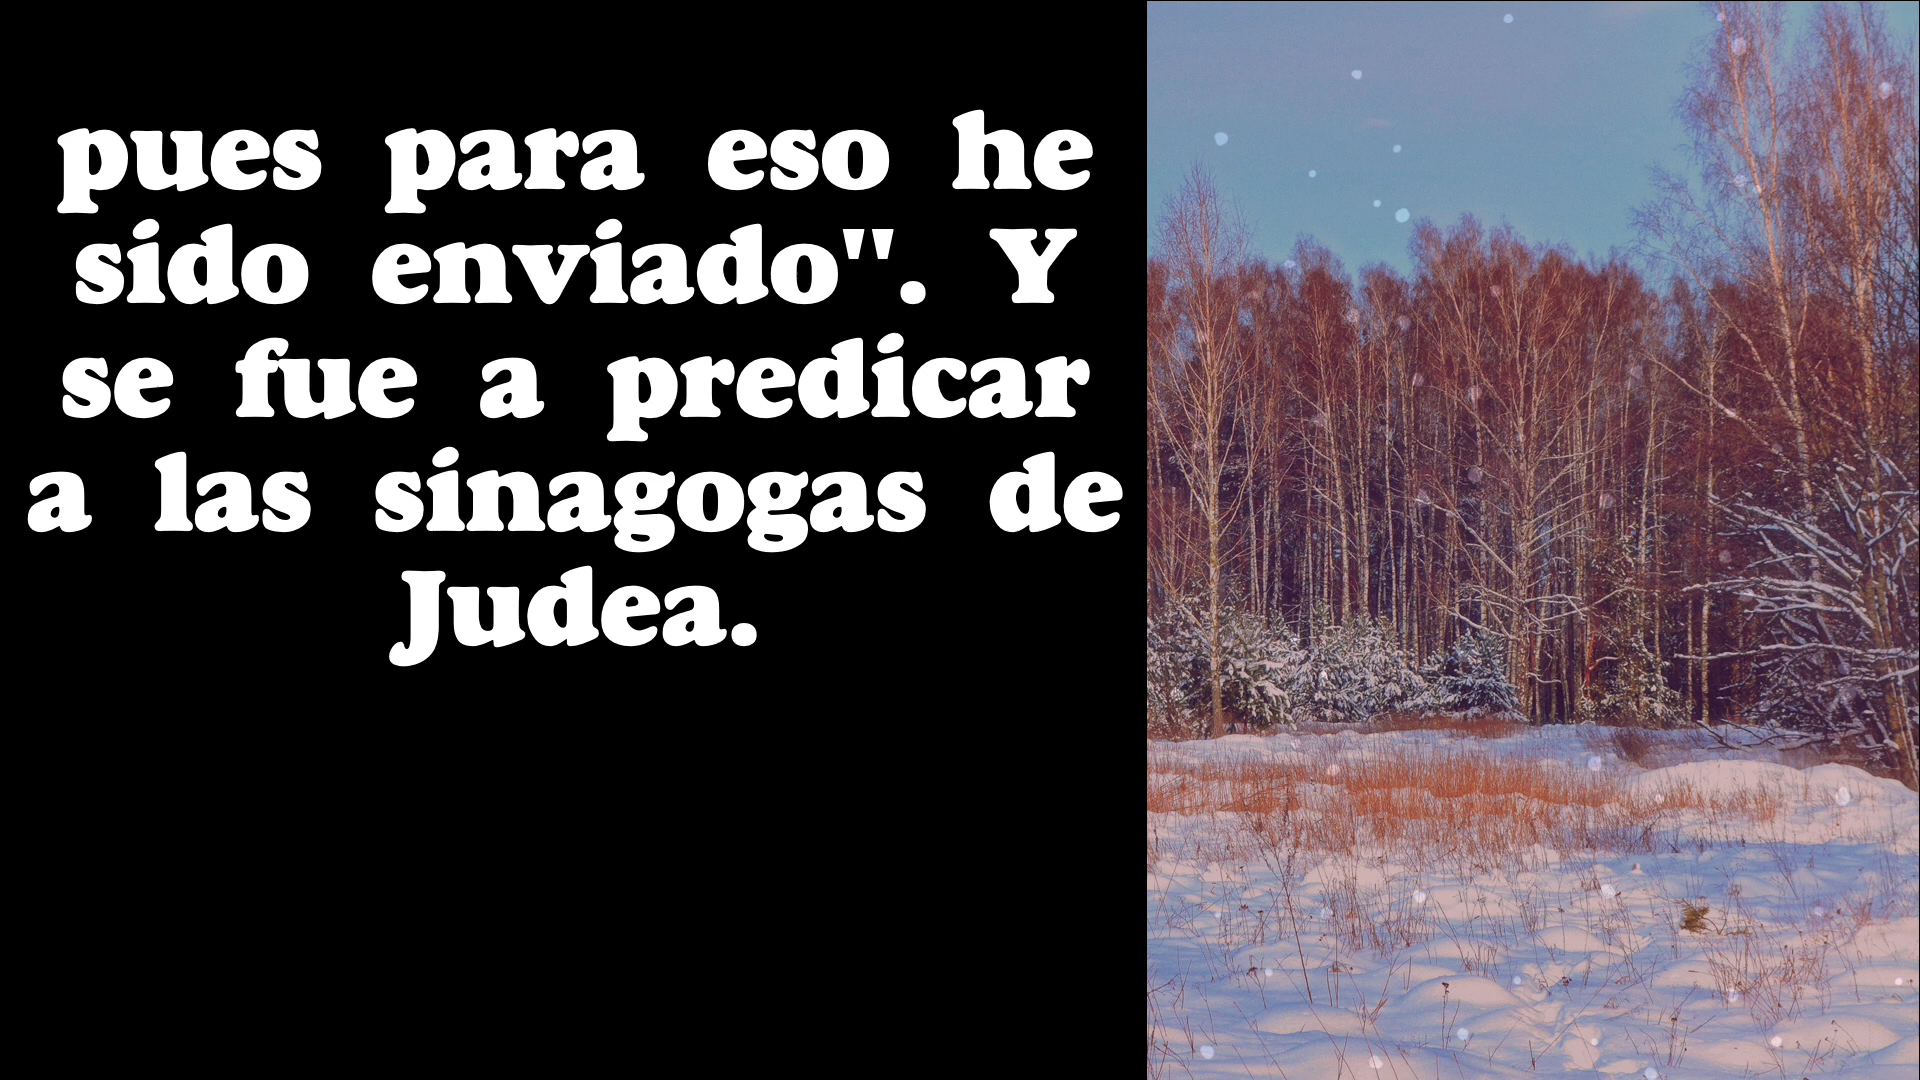 pues para eso he
sido enviado". Y
se fue a predicar
a las sinagogas de
Judea.